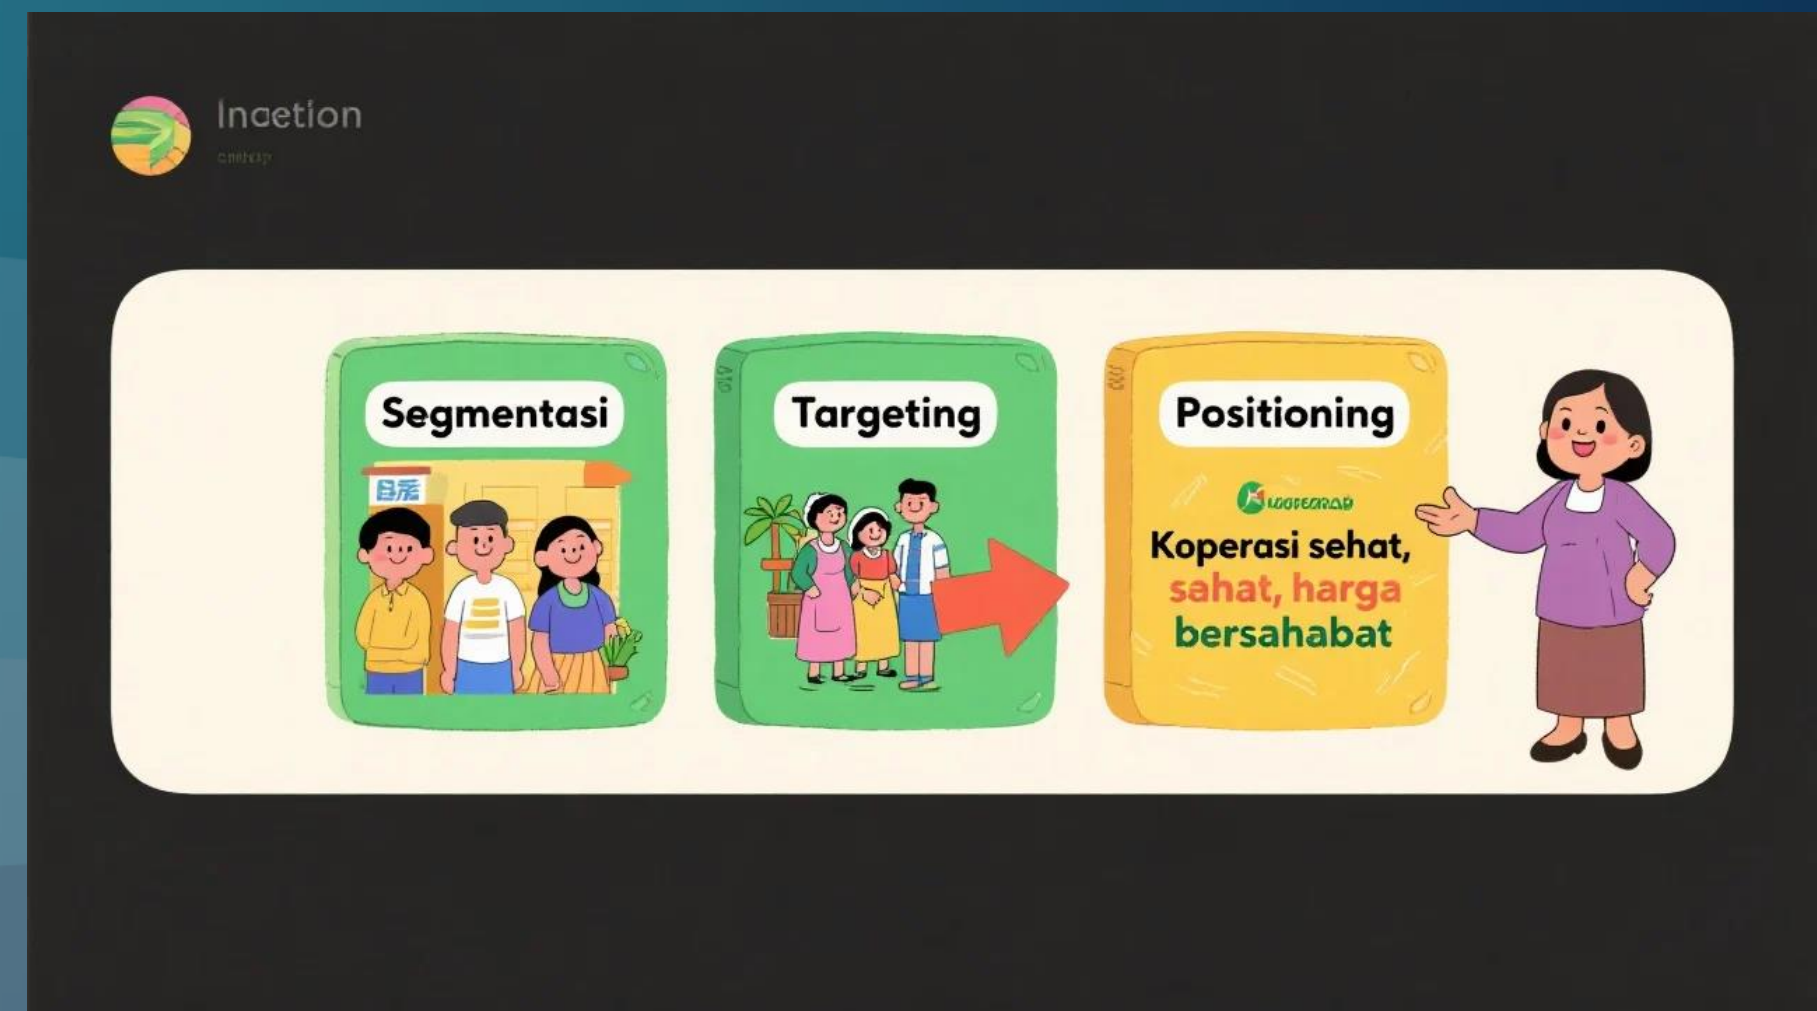 Inaetion
Segmentasi
Targeting
Positioning
Koperasi sehat,
sahat, harga
bersahabat